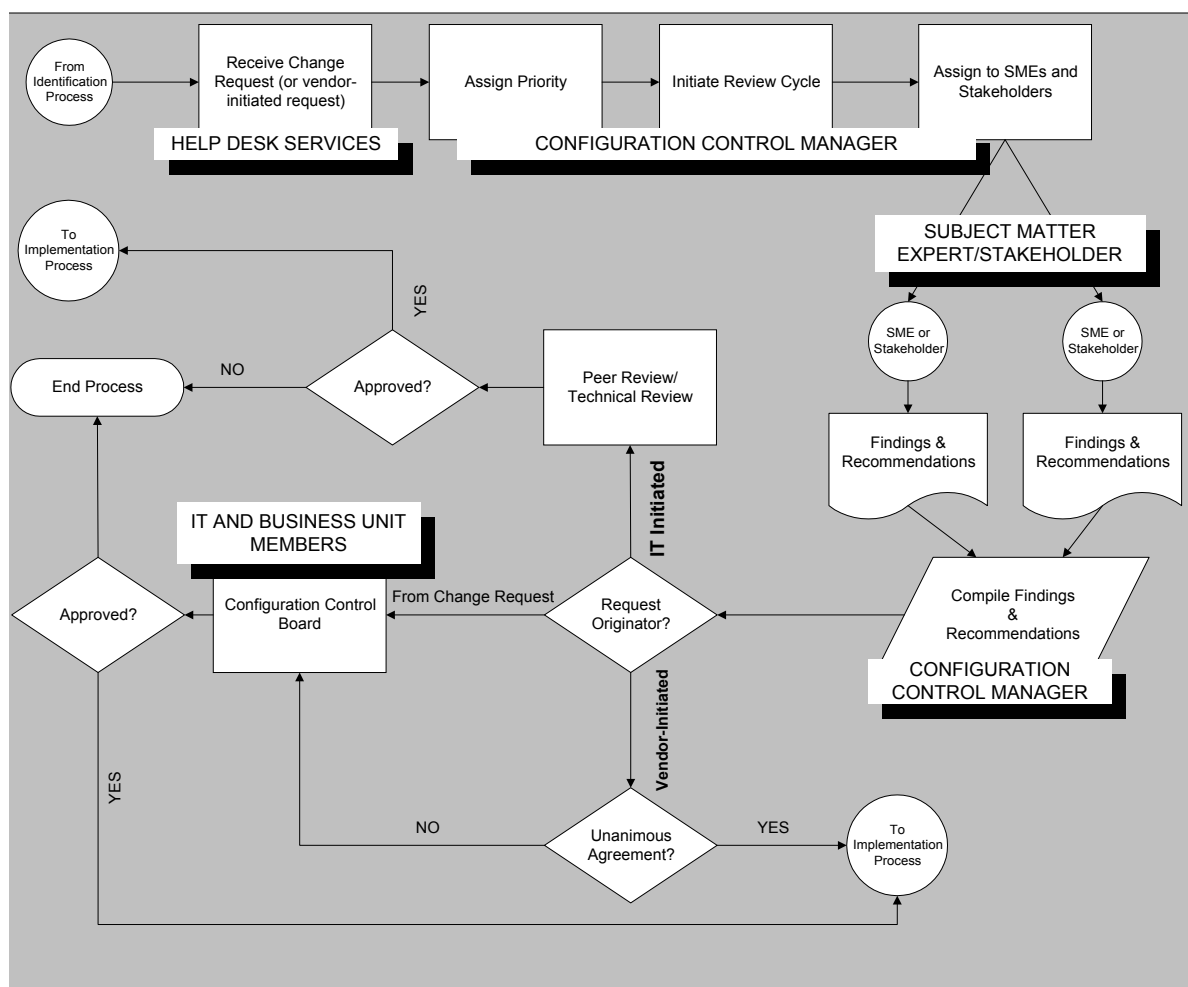 From
Identification
Process
Receive Change
Request (or vendor-
initiated request)
Assign Priority
Initiate Review Cycle
Assign to SMEs and
Stakeholders
HELP DESK SERVICES
CONFIGURATION CONTROL MANAGER
SUBJECT MATTER
EXPERT/STAKEHOLDER
To
Implementation
Process
YES
SME or
Stakeholder
SME or
Stakeholder
End Process
NO
Approved?
Peer Review/
Technical Review
Findings &
Recommendations
Findings &
Recommendations
IT Initiated
IT AND BUSINESS UNIT
MEMBERS
Approved?
Configuration Control
Board
From Change Request
Request
Originator?
Compile Findings
&
Recommendations
CONFIGURATION
CONTROL MANAGER
Vendor-Initiated
YES
NO
Unanimous
Agreement?
YES
To
Implementation
Process